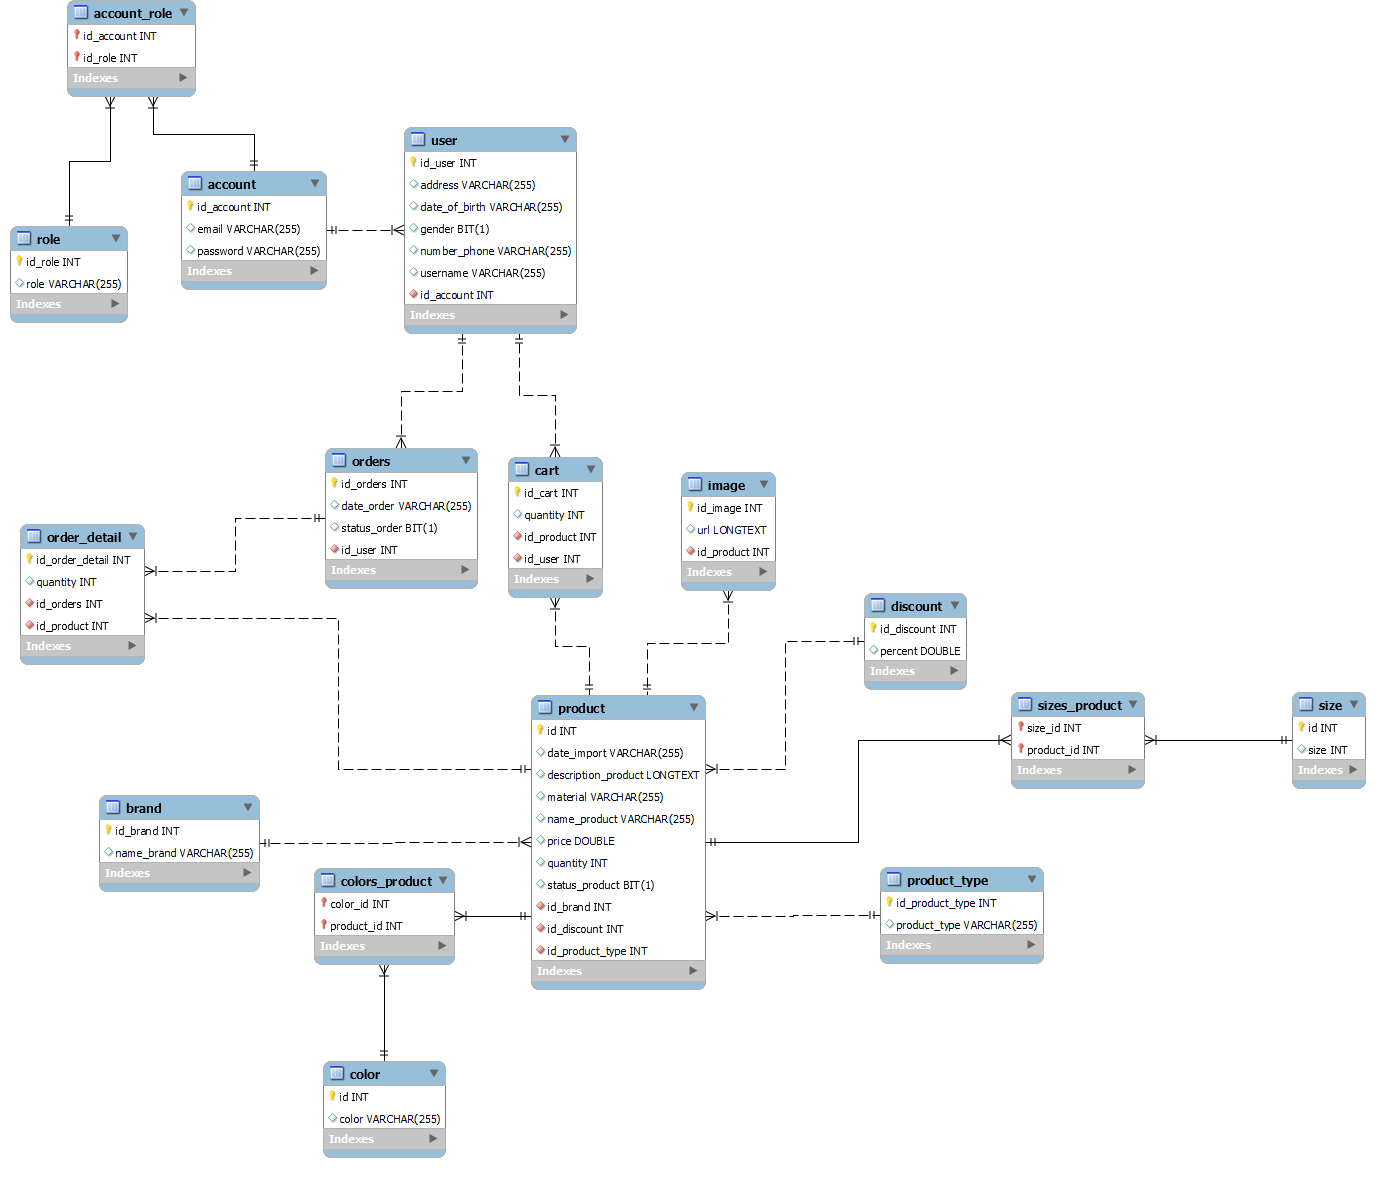 account_role
id_account INT
id_role INT
Indexes
user
id_user INT
address VARCHAR(255)
date_of_birth VARCHAR(255)
gender BIT(1)
number_phone VARCHAR(255)
username VARCHAR(255)
id_account INT
Indexes
account
id_account INT
email VARCHAR(255)
password VARCHAR(255)
Indexes
role
id_role INT
role VARCHAR(255)
Indexes
orders
id_orders INT
date_order VARCHAR(255)
status_order BIT(1)
id_user INT
Indexes
cart
id_cart INT
quantity INT
id_product INT
id_user INT
Indexes
image
id_image INT
url LONGTEXT
id_product INT
Indexes
order_detail
id_order_detail INT
quantity INT
id_orders INT
id_product INT
Indexes
discount
id_discount INT
percent DOUBLE
Indexes
product
id INT
date_import VARCHAR(255)
description_product LONGTEXT
material VARCHAR(255)
name_product VARCHAR(255)
price DOUBLE
quantity INT
status_product BIT(1)
id_brand INT
id_discount INT
id_product_type INT
Indexes
sizes_product
size_id INT
product_id INT
Indexes
size
id INT
size INT
Indexes
brand
id_brand INT
name_brand VARCHAR(255)
Indexes
colors_product
color_id INT
product_id INT
Indexes
product_type
id_product_type INT
product_type VARCHAR(255)
Indexes
color
id INT
color VARCHAR(255)
Indexes